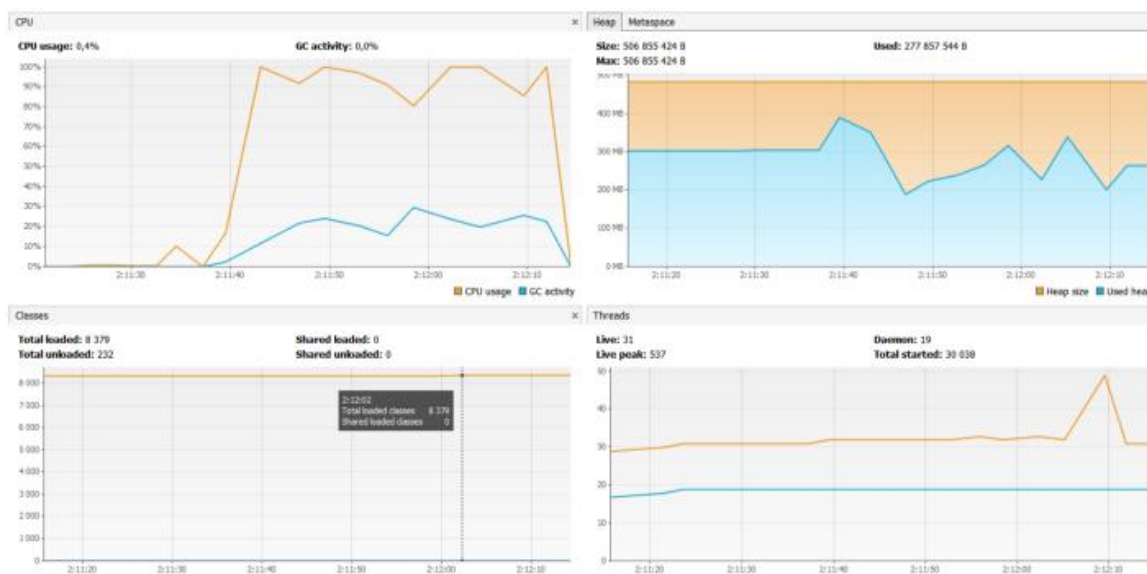 CPU
CPU usage: 0,4% GC activity: 0,0%
100%
90%
80%
70%
60%
50%
40%
30%
20%
10%
0%
2:11:30 2:11:40 2:11:50 2:12:00 2:12:10
CPU usage GC activity
Heap Metaspace
Size: 506 855 424 B Used: 277 857 544 B
Max: 506 855 424 B
500 MB
400 MB
300 MB
200 MB
100 MB
0 MB
2:11:20 2:11:30 2:11:40 2:11:50 2:12:00 2:12:10
Heap size Used hea
Classes
Total loaded: 8 379 Shared loaded: 0
Total unloaded: 232 Shared unloaded: 0
8 000
7 000
6 000
5 000
4 000
3 000
2 000
1 000
0
2:12:02
Total loaded classes 8 379
Shared loaded classes 0
2:11:20 2:11:30 2:11:40 2:11:50 2:12:00 2:12:10
Threads
Live: 31 Daemon: 19
Live peak: 537 Total started: 30 038
50
40
30
20
10
0
2:11:20 2:11:30 2:11:40 2:11:50 2:12:00 2:12:10